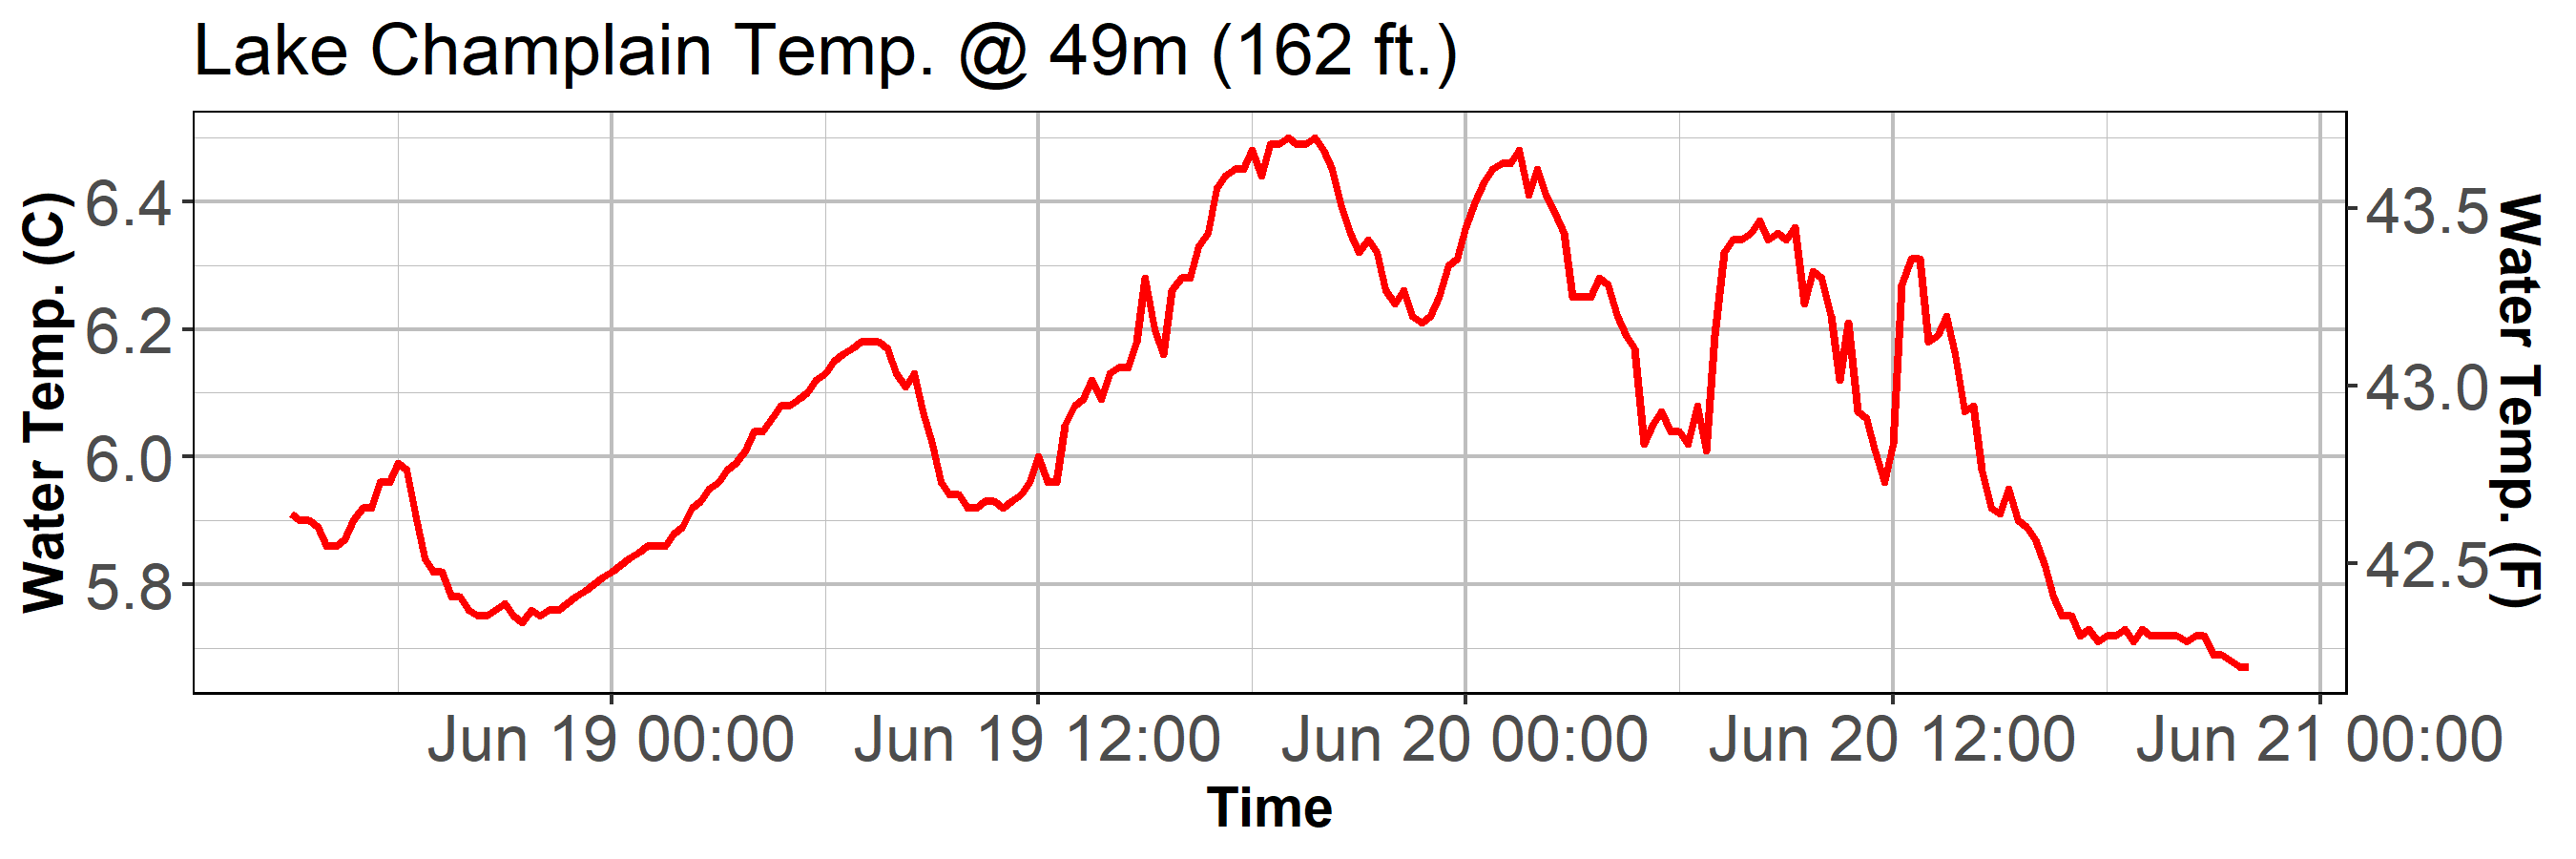 Lake Champlain Temp. @ 49m (162 ft.)
Water Temp. (C)
6.4
6.2
6.0
5.8
43.5
43.0
42.5
Water Temp. (F)
Jun 19 00:00 Jun 19 12:00 Jun 20 00:00 Jun 20 12:00 Jun 21 00:00
Time